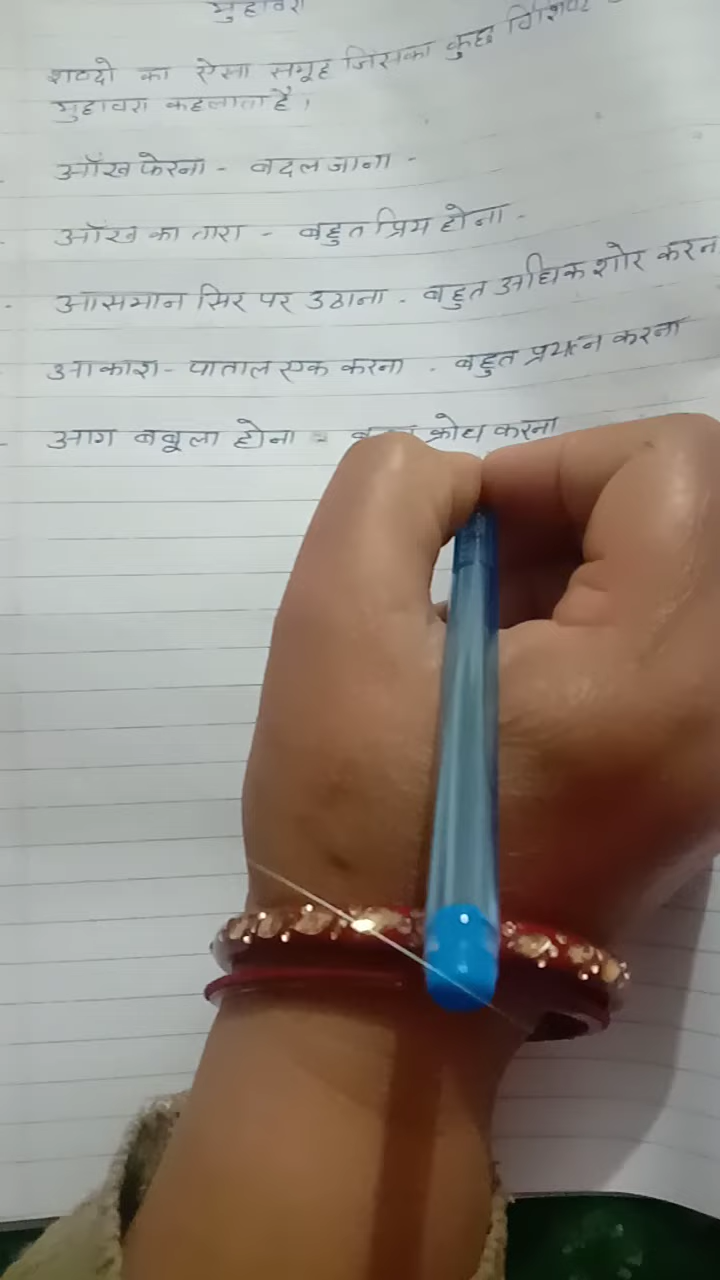 मुहावरा
शब्दो का ऐसा समूह जिसका कुछ विशिष्ट
मुहावरा कहलाता है।
आँख फेरना - बदल जाना -
आँख का तारा - बहुत प्रिय होना -
आसमान सिर पर उठाना - बहुत अधिक शोर करन
आकाश - पाताल एक करना - बहुत प्रयत्न करना
आग बबूला होना - क्रोध करना